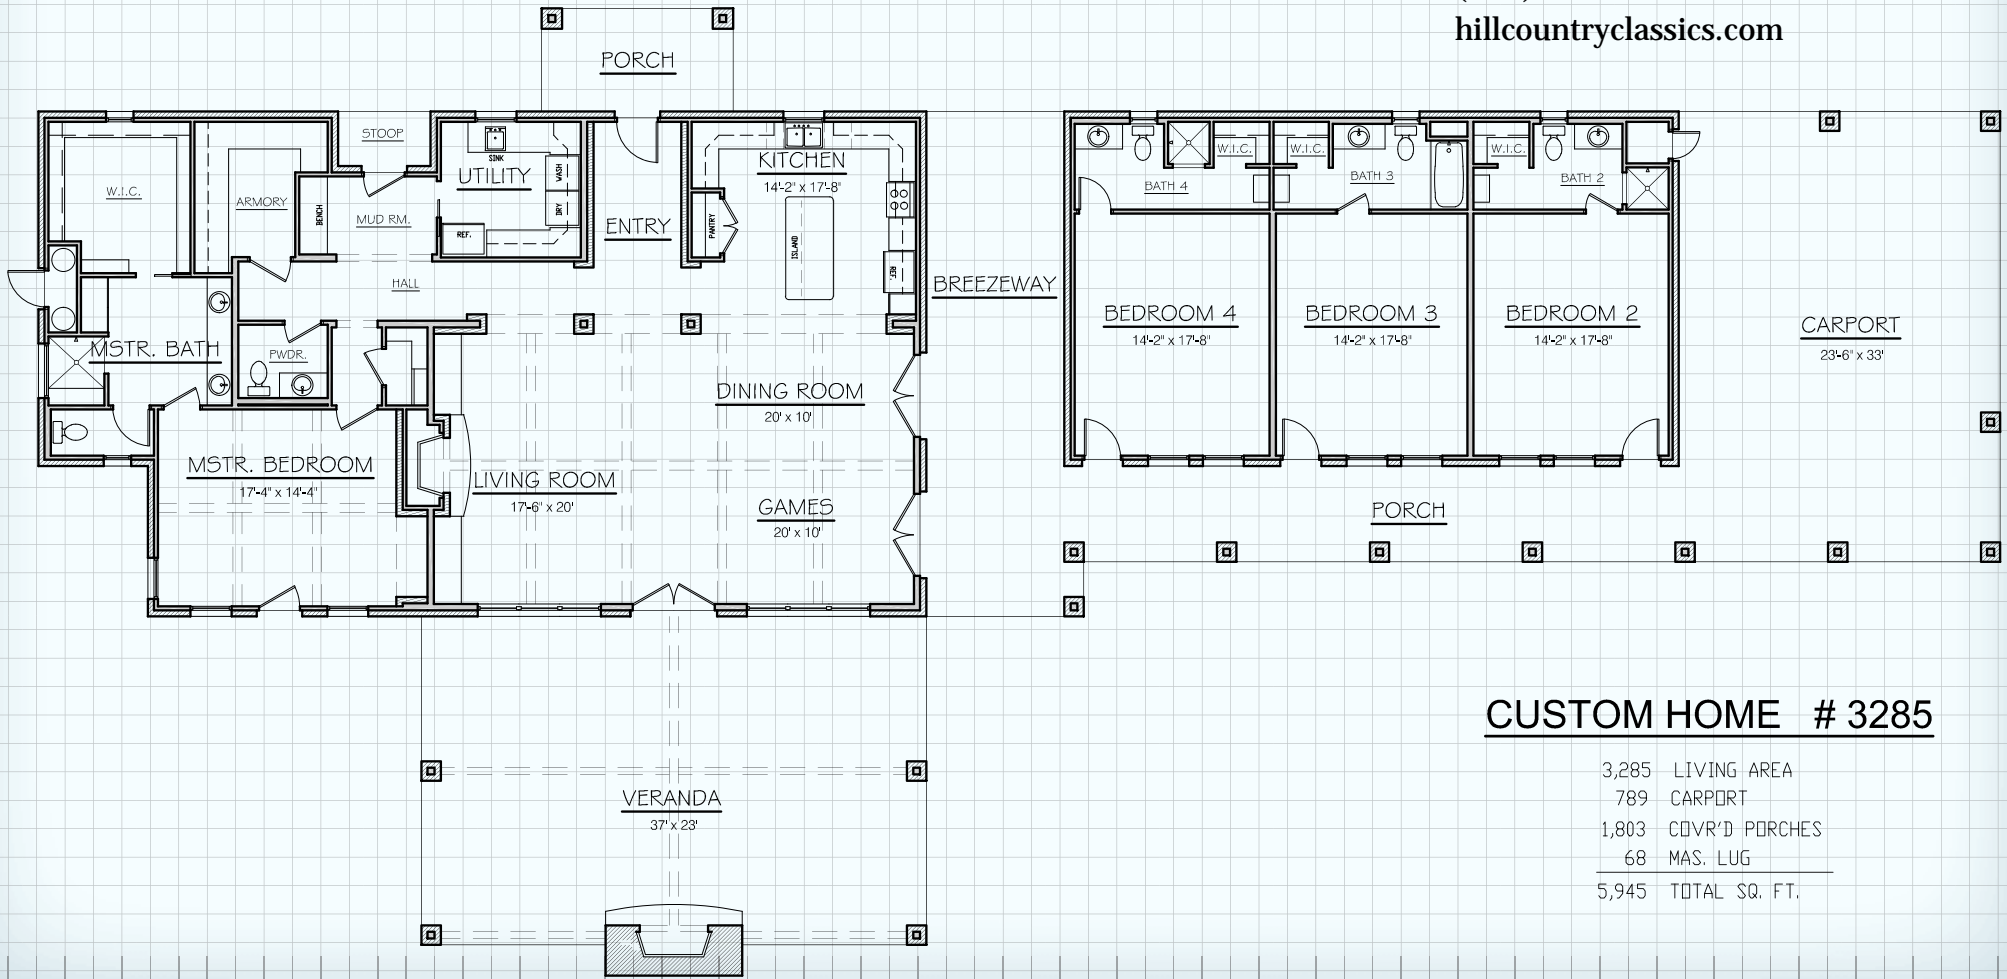 hillcountryclassics.com
PORCH
STOOP
W.I.C.
ARMORY
BENCH
MUD RM.
SINK
UTILITY
WASH
DRY
REF.
HALL
ENTRY
KITCHEN
14'-2" x 17'-8"
PANTRY
ISLAND
REF.
BREEZEWAY
MSTR. BATH
PWDR.
MSTR. BEDROOM
17'-4" x 14'-4"
LIVING ROOM
17'-6" x 20'
DINING ROOM
20' x 10'
GAMES
20' x 10'
W.I.C.
W.I.C.
W.I.C.
BATH 4
BATH 3
BATH 2
BEDROOM 4
14'-2" x 17'-8"
BEDROOM 3
14'-2" x 17'-8"
BEDROOM 2
14'-2" x 17'-8"
CARPORT
23'-6" x 33'
PORCH
VERANDA
37' x 23'
CUSTOM HOME # 3285
3,285 LIVING AREA
789 CARPORT
1,803 COVR'D PORCHES
68 MAS. LUG
5,945 TOTAL SQ. FT.